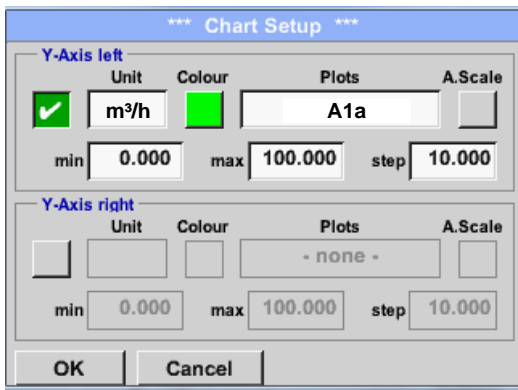 *** Chart Setup ***
Y-Axis left
Unit Colour Plots A.Scale
m³/h A1a
min 0.000 max 100.000 step 10.000
Y-Axis right
Unit Colour Plots A.Scale
- none -
min 0.000 max 100.000 step 10.000
OK Cancel